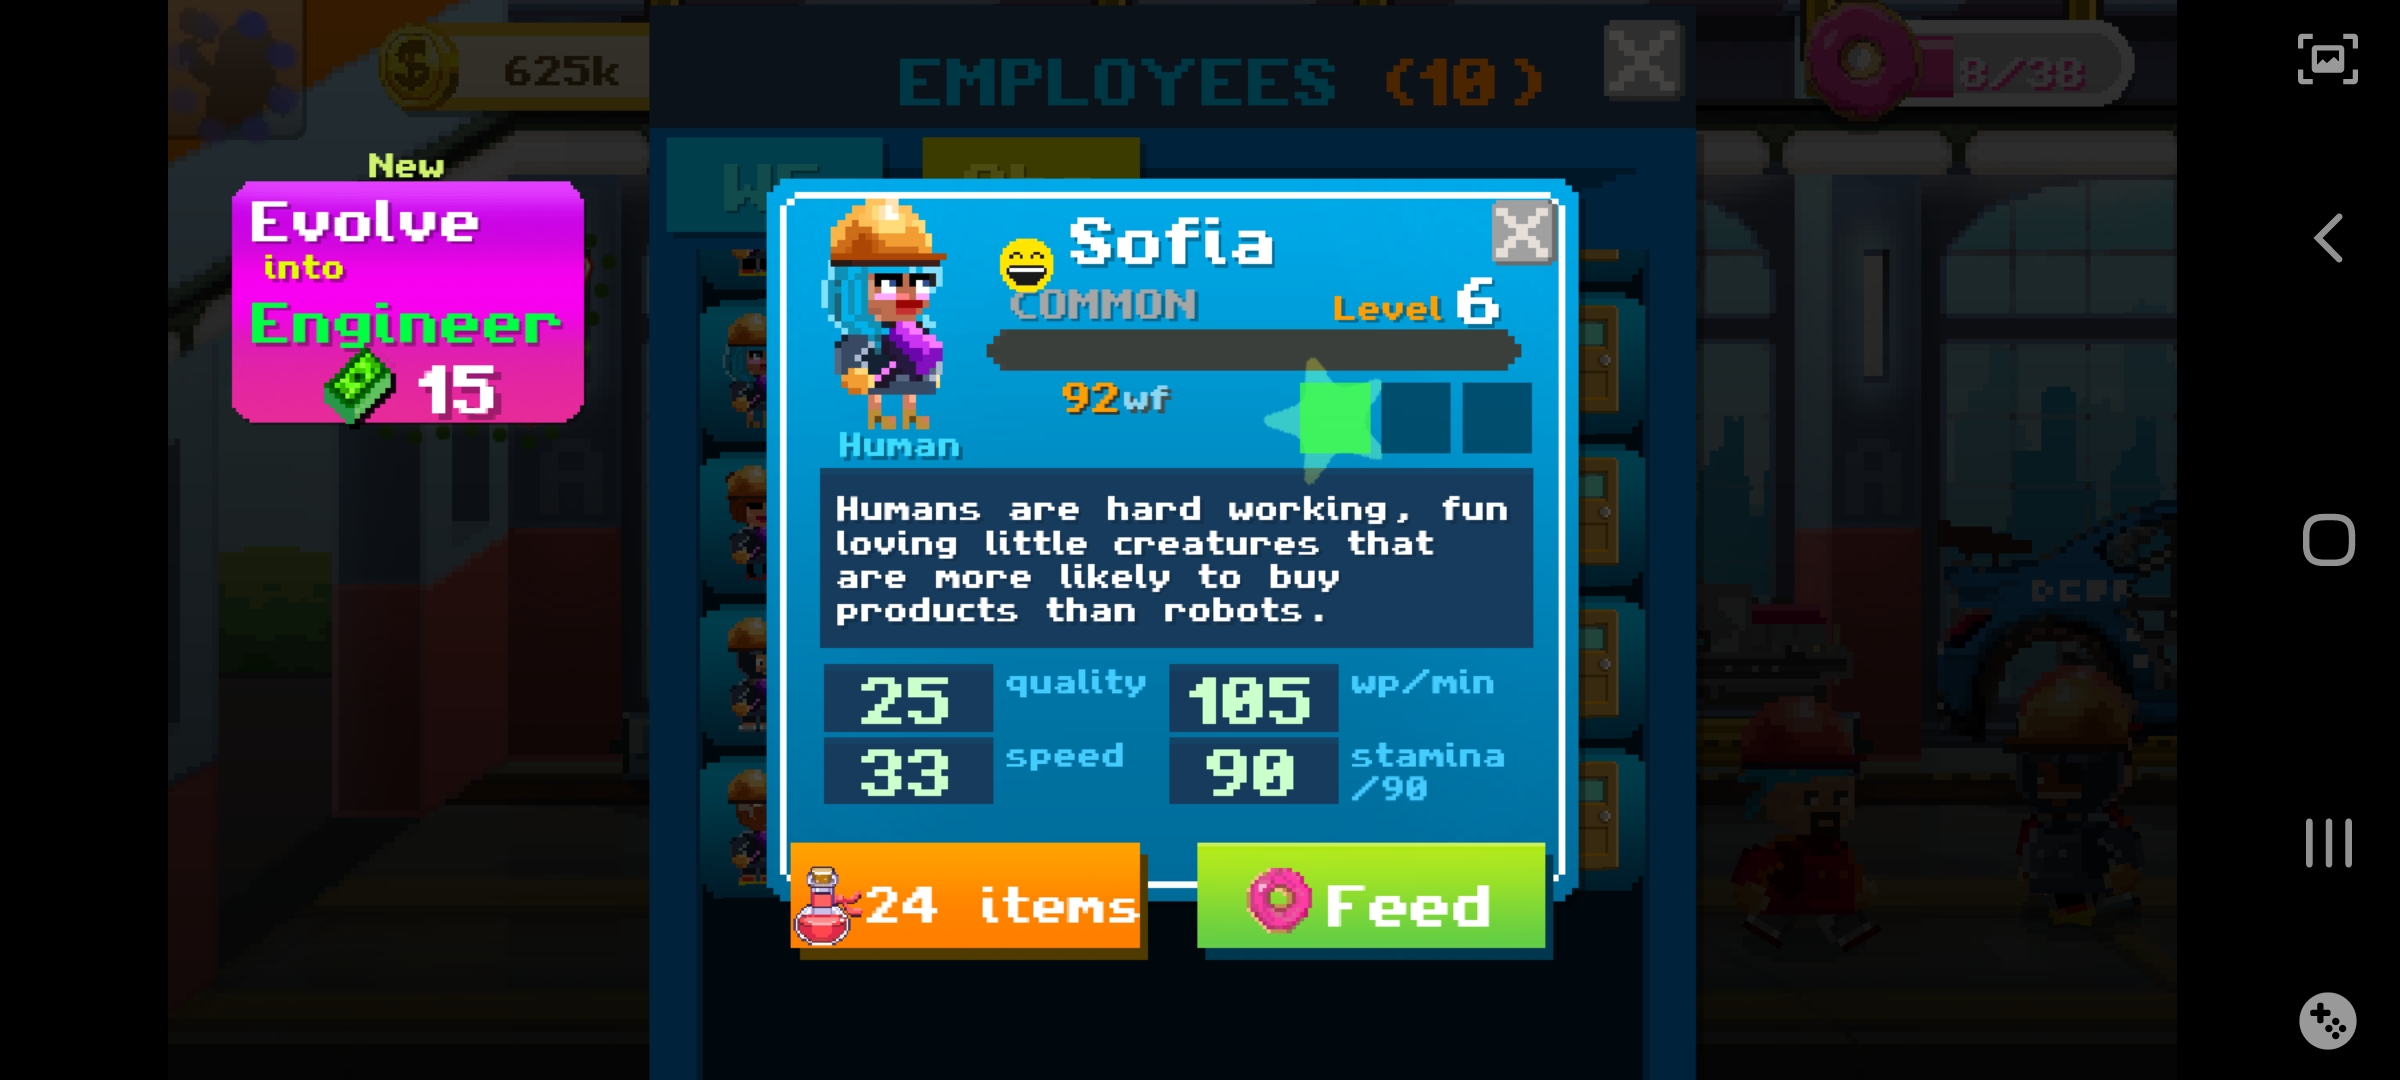 625k
EMPLOYEES (10)
8/38
New
Evolve
into
Engineer
15
Sofia
COMMON
Level 6
92wf
Human
Humans are hard working, fun
loving little creatures that
are more likely to buy
products than robots.
25 quality
105 wp/min
33 speed
90 stamina
/90
24 items
Feed